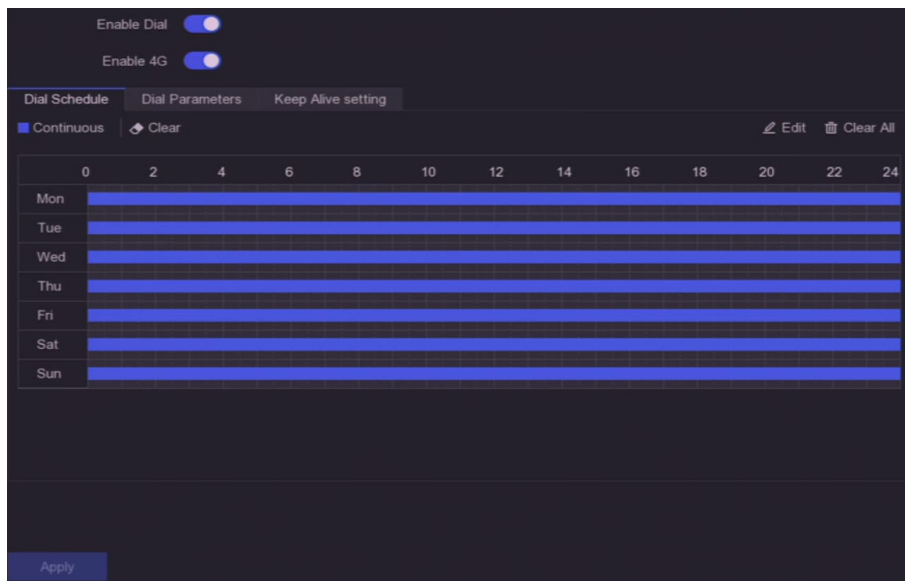 Enable Dial
Enable 4G
Dial Schedule Dial Parameters Keep Alive setting
Continuous Clear Edit Clear All
0 2 4 6 8 10 12 14 16 18 20 22 24
Mon
Tue
Wed
Thu
Fri
Sat
Sun
Apply